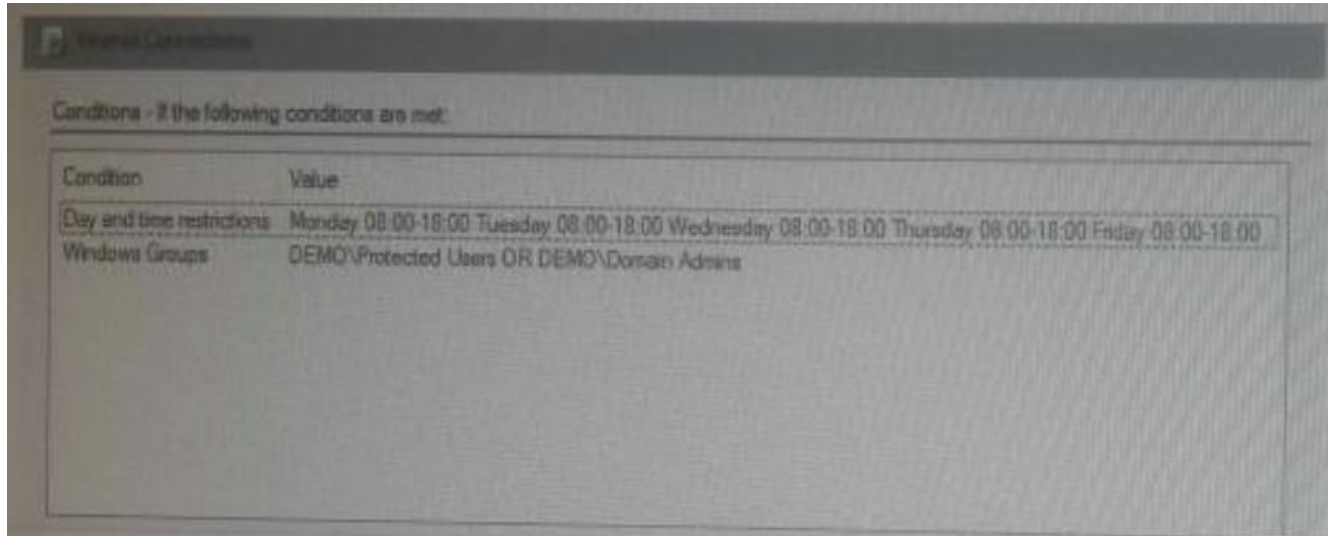 Connections
Conditions - If the following conditions are met:
Condition Value
Day and time restrictions Monday 08:00-18:00 Tuesday 08:00-18:00 Wednesday 08:00-18:00 Thursday 08:00-18:00 Friday 08:00-18:00
Windows Groups DEMO\Protected Users OR DEMO\Domain Admins